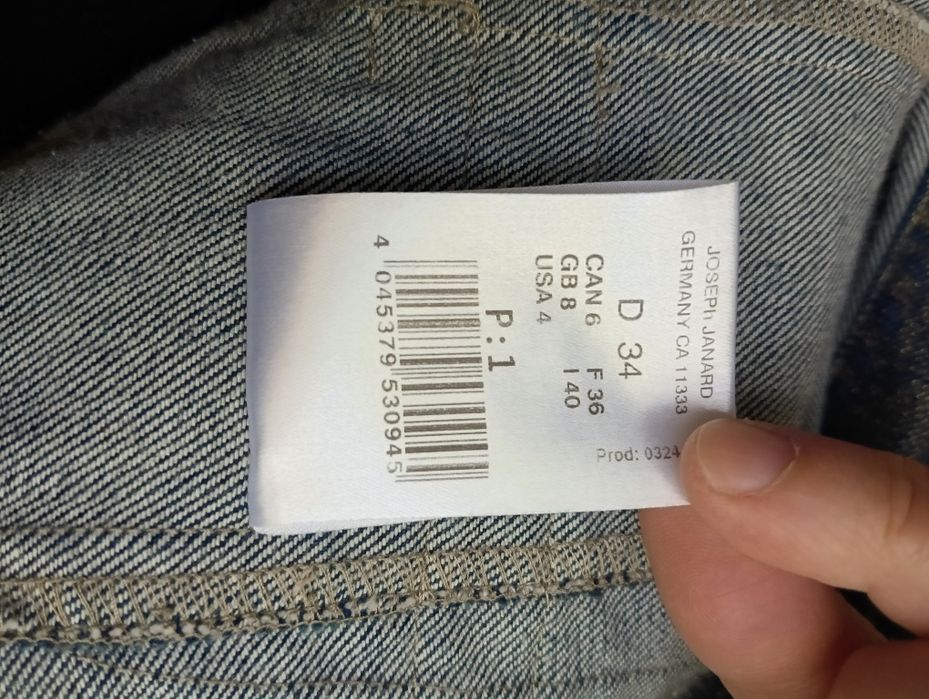 JOSEPH JANARD
GERMANY CA 11333
Prod: 0324
D 34
CAN 6 F 36
GB 8 I 40
USA 4
P:1
4 045379 530945